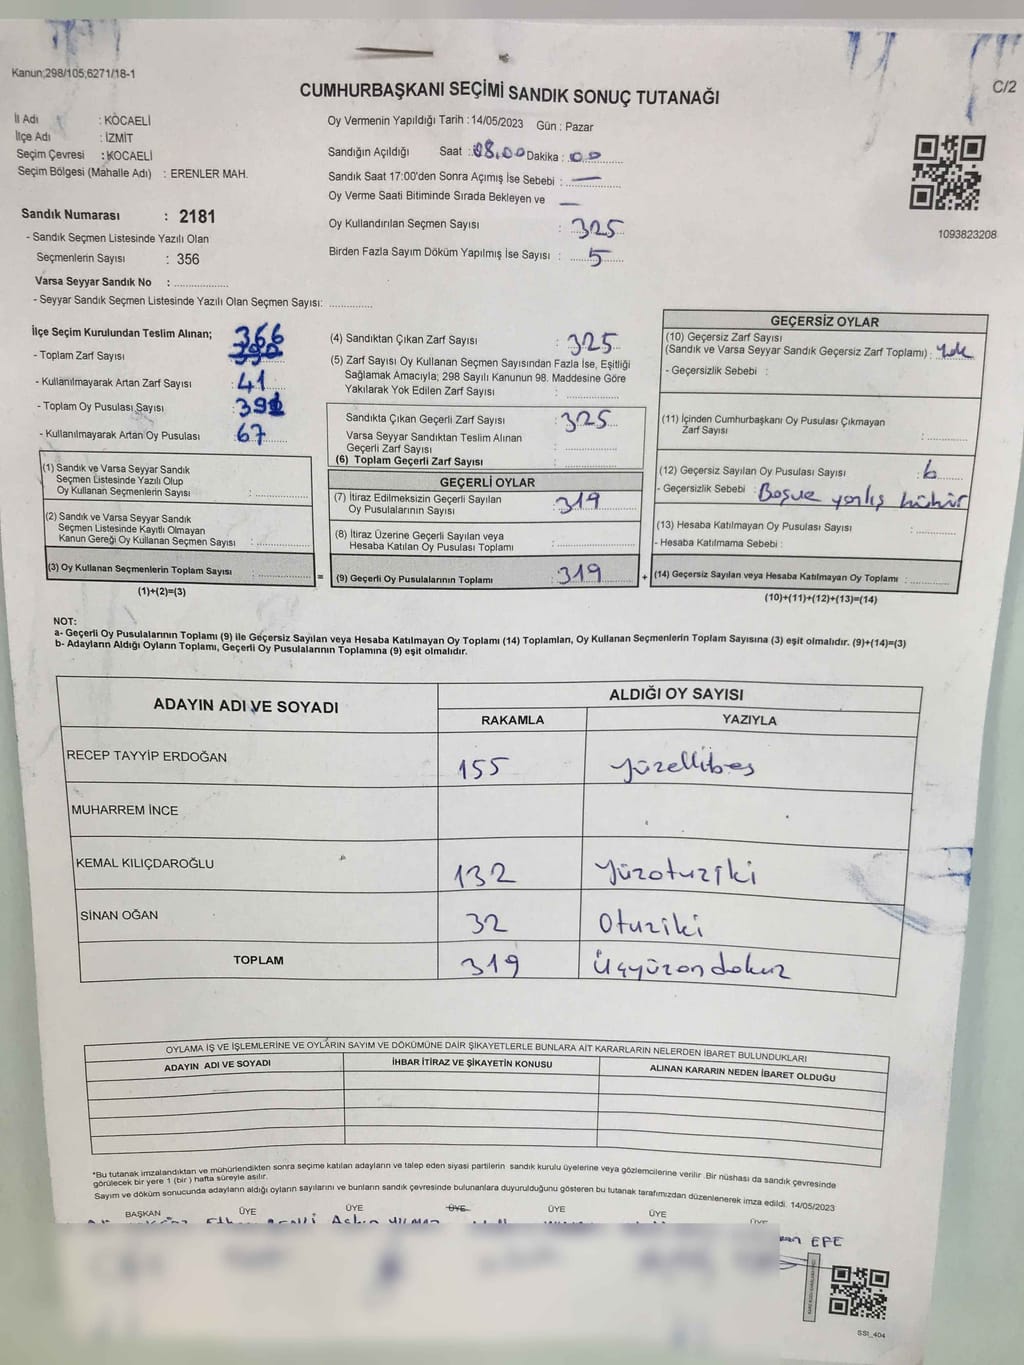 Kanun;298/105,6271/18-1
C/2
CUMHURBAŞKANI SEÇİMİ SANDIK SONUÇ TUTANAĞI
İl Adı : KOCAELİ
İlçe Adı : İZMİT
Seçim Çevresi : KOCAELİ
Seçim Bölgesi (Mahalle Adı) : ERENLER MAH.
Oy Vermenin Yapıldığı Tarih : 14/05/2023 Gün : Pazar
Sandığın Açıldığı Saat : 08.00 Dakika : 00
Sandık Saat 17:00'den Sonra Açımış İse Sebebi : —
Oy Verme Saati Bitiminde Sırada Bekleyen ve —
Oy Kullandırılan Seçmen Sayısı : 325
Birden Fazla Sayım Döküm Yapılmış İse Sayısı : 5
1093823208
Sandık Numarası : 2181
- Sandık Seçmen Listesinde Yazılı Olan
Seçmenlerin Sayısı : 356
Varsa Seyyar Sandık No :
- Seyyar Sandık Seçmen Listesinde Yazılı Olan Seçmen Sayısı:
İlçe Seçim Kurulundan Teslim Alınan; 366
- Toplam Zarf Sayısı
- Kullanılmayarak Artan Zarf Sayısı : 41
- Toplam Oy Pusulası Sayısı :
- Kullanılmayarak Artan Oy Pusulası : 67
(1) Sandık ve Varsa Seyyar Sandık
Seçmen Listesinde Yazılı Olup
Oy Kullanan Seçmenlerin Sayısı :
(2) Sandık ve Varsa Seyyar Sandık
Seçmen Listesinde Kayıtlı Olmayan
Kanun Gereği Oy Kullanan Seçmen Sayısı :
(3) Oy Kullanan Seçmenlerin Toplam Sayısı :
(1)+(2)=(3)
(4) Sandıktan Çıkan Zarf Sayısı : 325
(5) Zarf Sayısı Oy Kullanan Seçmen Sayısından Fazla İse, Eşitliği
Sağlamak Amacıyla; 298 Sayılı Kanunun 98. Maddesine Göre
Yakılarak Yok Edilen Zarf Sayısı :
Sandıkta Çıkan Geçerli Zarf Sayısı : 325
Varsa Seyyar Sandıktan Teslim Alınan
Geçerli Zarf Sayısı :
(6) Toplam Geçerli Zarf Sayısı :
GEÇERLİ OYLAR
(7) İtiraz Edilmeksizin Geçerli Sayılan
Oy Pusulalarının Sayısı : 319
(8) İtiraz Üzerine Geçerli Sayılan veya
Hesaba Katılan Oy Pusulası Toplamı :
= (9) Geçerli Oy Pusulalarının Toplamı : 319 +
GEÇERSİZ OYLAR
(10) Geçersiz Zarf Sayısı
(Sandık ve Varsa Seyyar Sandık Geçersiz Zarf Toplamı) : Yok
- Geçersizlik Sebebi :
(11) İçinden Cumhurbaşkanı Oy Pusulası Çıkmayan
Zarf Sayısı :
(12) Geçersiz Sayılan Oy Pusulası Sayısı : 6
- Geçersizlik Sebebi :
(13) Hesaba Katılmayan Oy Pusulası Sayısı :
- Hesaba Katılmama Sebebi :
(14) Geçersiz Sayılan veya Hesaba Katılmayan Oy Toplamı :
(10)+(11)+(12)+(13)=(14)
NOT:
a- Geçerli Oy Pusulalarının Toplamı (9) ile Geçersiz Sayılan veya Hesaba Katılmayan Oy Toplamı (14) Toplamları, Oy Kullanan Seçmenlerin Toplam Sayısına (3) eşit olmalıdır. (9)+(14)=(3)
b- Adayların Aldığı Oyların Toplamı, Geçerli Oy Pusulalarının Toplamına (9) eşit olmalıdır.
ADAYIN ADI VE SOYADI
ALDIĞI OY SAYISI
RAKAMLA YAZIYLA
RECEP TAYYİP ERDOĞAN 155 yüzellibeş
MUHARREM İNCE
KEMAL KILIÇDAROĞLU 132 yüzotuziki
SİNAN OĞAN 32 Otuziki
TOPLAM 319 Üçyüzondokuz
OYLAMA İŞ VE İŞLEMLERİNE VE OYLARIN SAYIM VE DÖKÜMÜNE DAİR ŞİKAYETLERLE BUNLARA AİT KARARLARIN NELERDEN İBARET BULUNDUKLARI
ADAYIN ADI VE SOYADI İHBAR İTİRAZ VE ŞİKAYETİN KONUSU ALINAN KARARIN NEDEN İBARET OLDUĞU
*Bu tutanak imzalandıktan ve mühürlendikten sonra seçime katılan adayların ve talep eden siyasi partilerin sandık kurulu üyelerine veya gözlemcilerine verilir. Bir nüshası da sandık çevresinde
görülecek bir yere 1 (bir) hafta süreyle asılır.
Sayım ve döküm sonucunda adayların aldığı oyların sayılarını ve bunların sandık çevresinde bulunanlara duyurulduğunu gösteren bu tutanak tarafımızdan düzenlenerek imza edildi. 14/05/2023
BAŞKAN ÜYE ÜYE ÜYE ÜYE ÜYE ÜYE
EFE
SSI_404